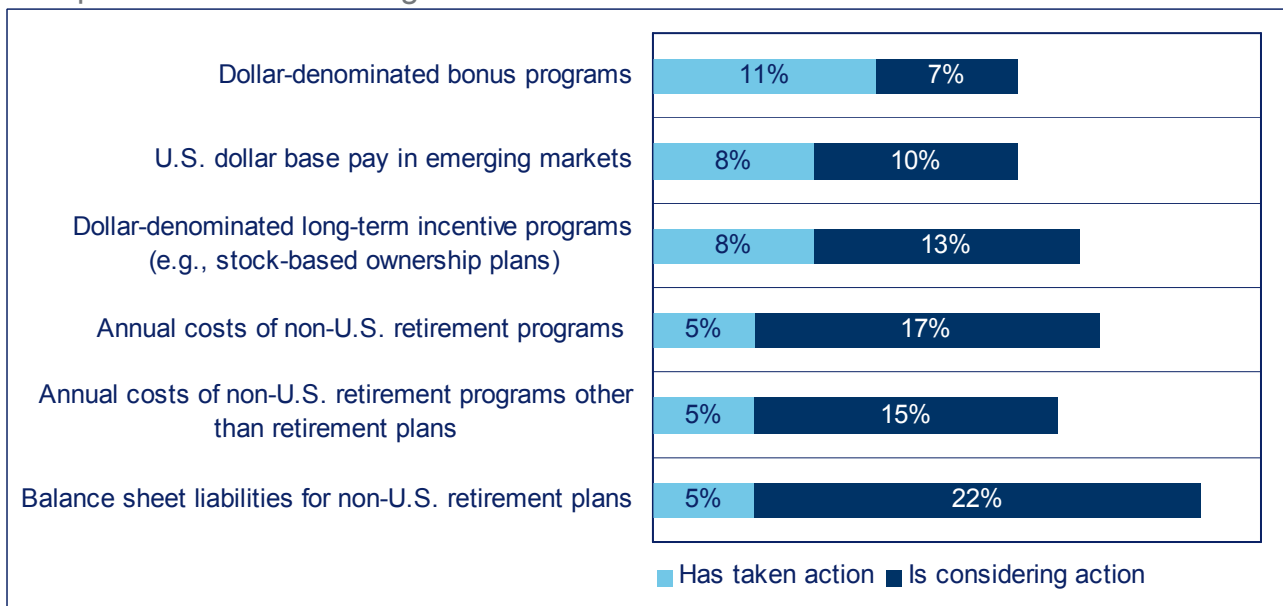 Dollar-denominated bonus programs
11% 7%
U.S. dollar base pay in emerging markets
8% 10%
Dollar-denominated long-term incentive programs
(e.g., stock-based ownership plans)
8% 13%
Annual costs of non-U.S. retirement programs
5% 17%
Annual costs of non-U.S. retirement programs other
than retirement plans
5% 15%
Balance sheet liabilities for non-U.S. retirement plans
5% 22%
Has taken action Is considering action